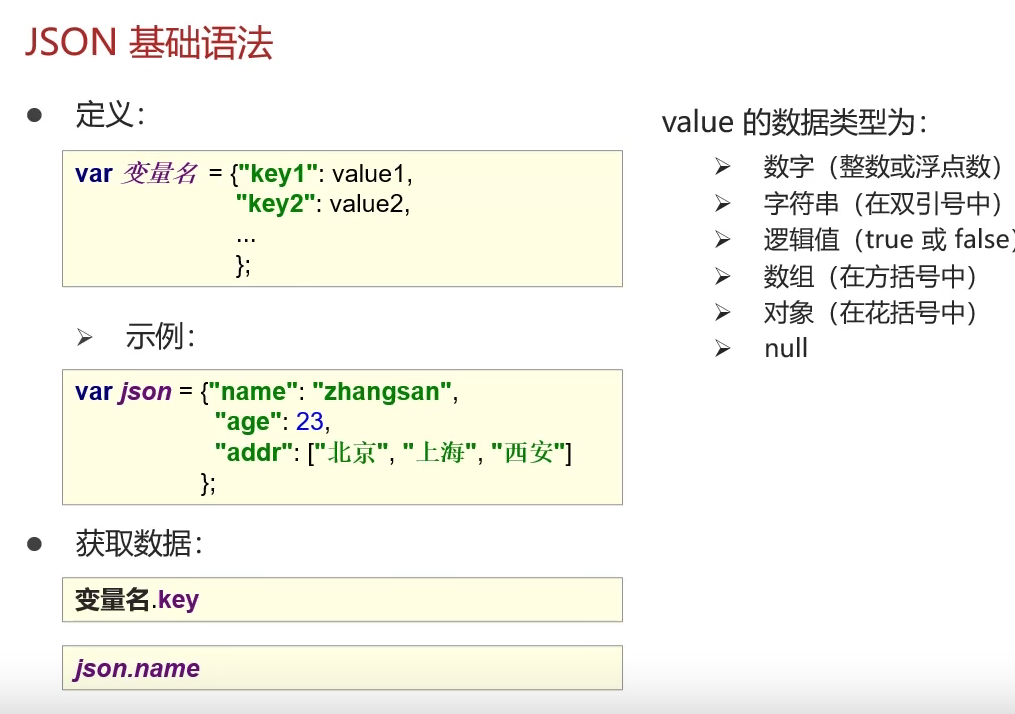 JSON 基础语法
● 定义：
var 变量名 = {"key1": value1,
"key2": value2,
...
};
➢ 示例：
var json = {"name": "zhangsan",
"age": 23,
"addr": ["北京", "上海", "西安"]
};
● 获取数据：
变量名.key
json.name
value 的数据类型为：
➢ 数字（整数或浮点数）
➢ 字符串（在双引号中）
➢ 逻辑值（true 或 false）
➢ 数组（在方括号中）
➢ 对象（在花括号中）
➢ null